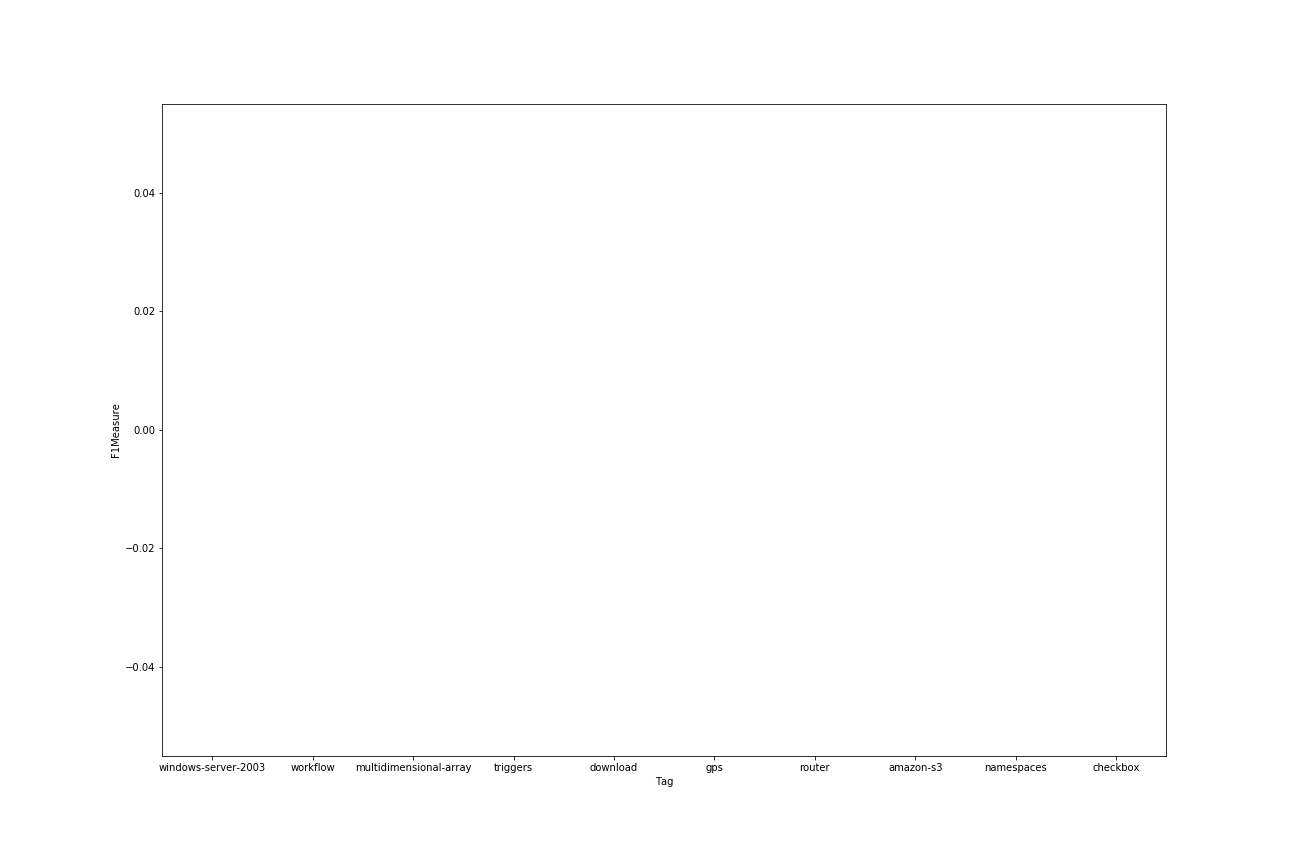 0.04
0.02
0.00
−0.02
−0.04
F1Measure
windows-server-2003 workflow multidimensional-array triggers download gps router amazon-s3 namespaces checkbox
Tag